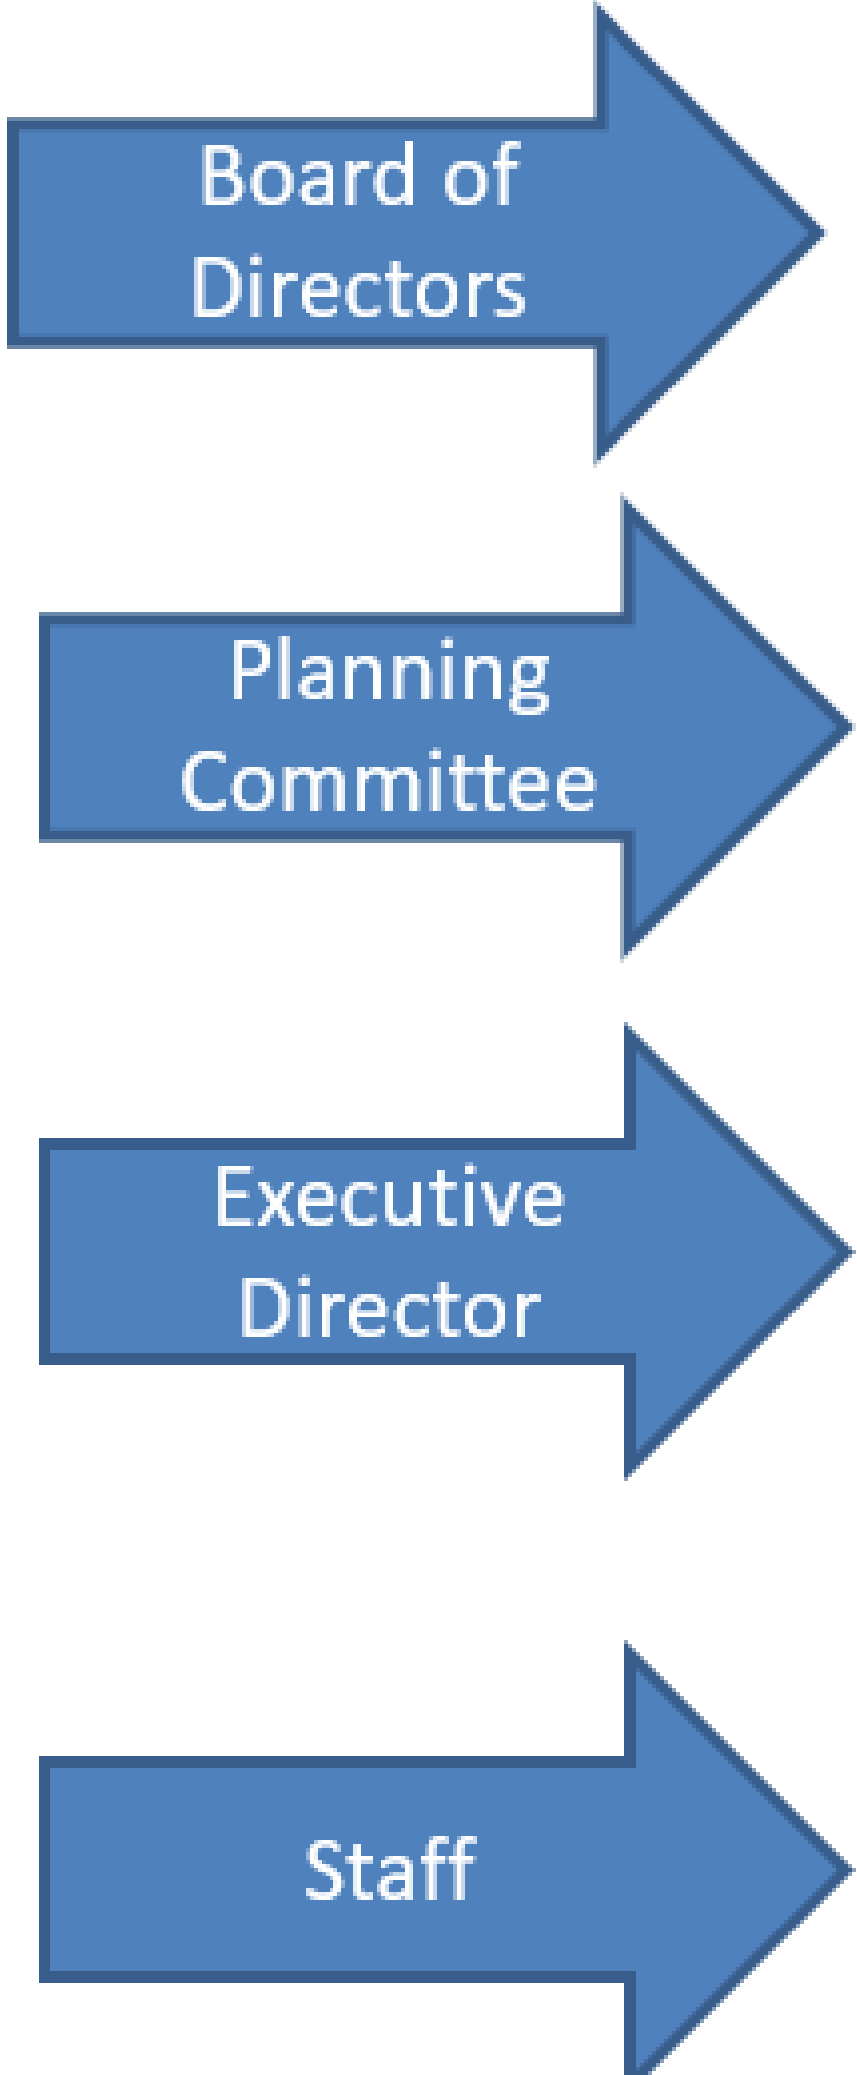 Board of
Directors
Planning
Committee
Executive
Director
Staff